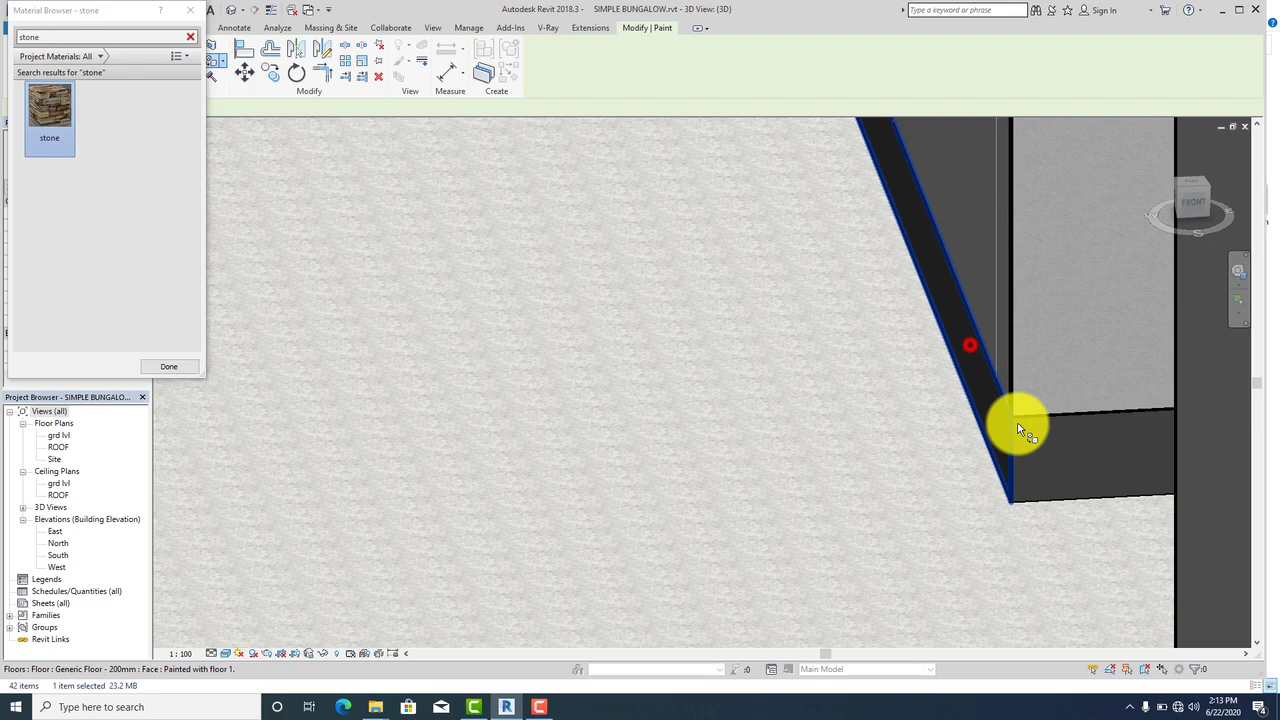 Material Browser - stone
Autodesk Revit 2018.3 - SIMPLE BUNGALOW.rvt - 3D View: {3D}
Type a keyword or phrase
Sign In
stone
Architecture
Analyze
Massing & Site
Collaborate
View
Manage
Add-Ins
V-Ray
Extensions
Modify | Paint
Project Materials: All
Search results for "stone"
stone
Modify
View
Measure
Create
TOP
FRONT
W
S
E
Done
Project Browser - SIMPLE BUNGALO...
Views (all)
Floor Plans
grd lvl
ROOF
Site
Ceiling Plans
grd lvl
ROOF
3D Views
Elevations (Building Elevation)
East
North
South
West
Legends
Schedules/Quantities (all)
Sheets (all)
Families
Groups
Revit Links
1 : 100
Floors : Floor : Generic Floor - 200mm : Face : Painted with floor 1.
:0
Main Model
:0
42 items
1 item selected 23.2 MB
Type here to search
2:13 PM
6/22/2020
4